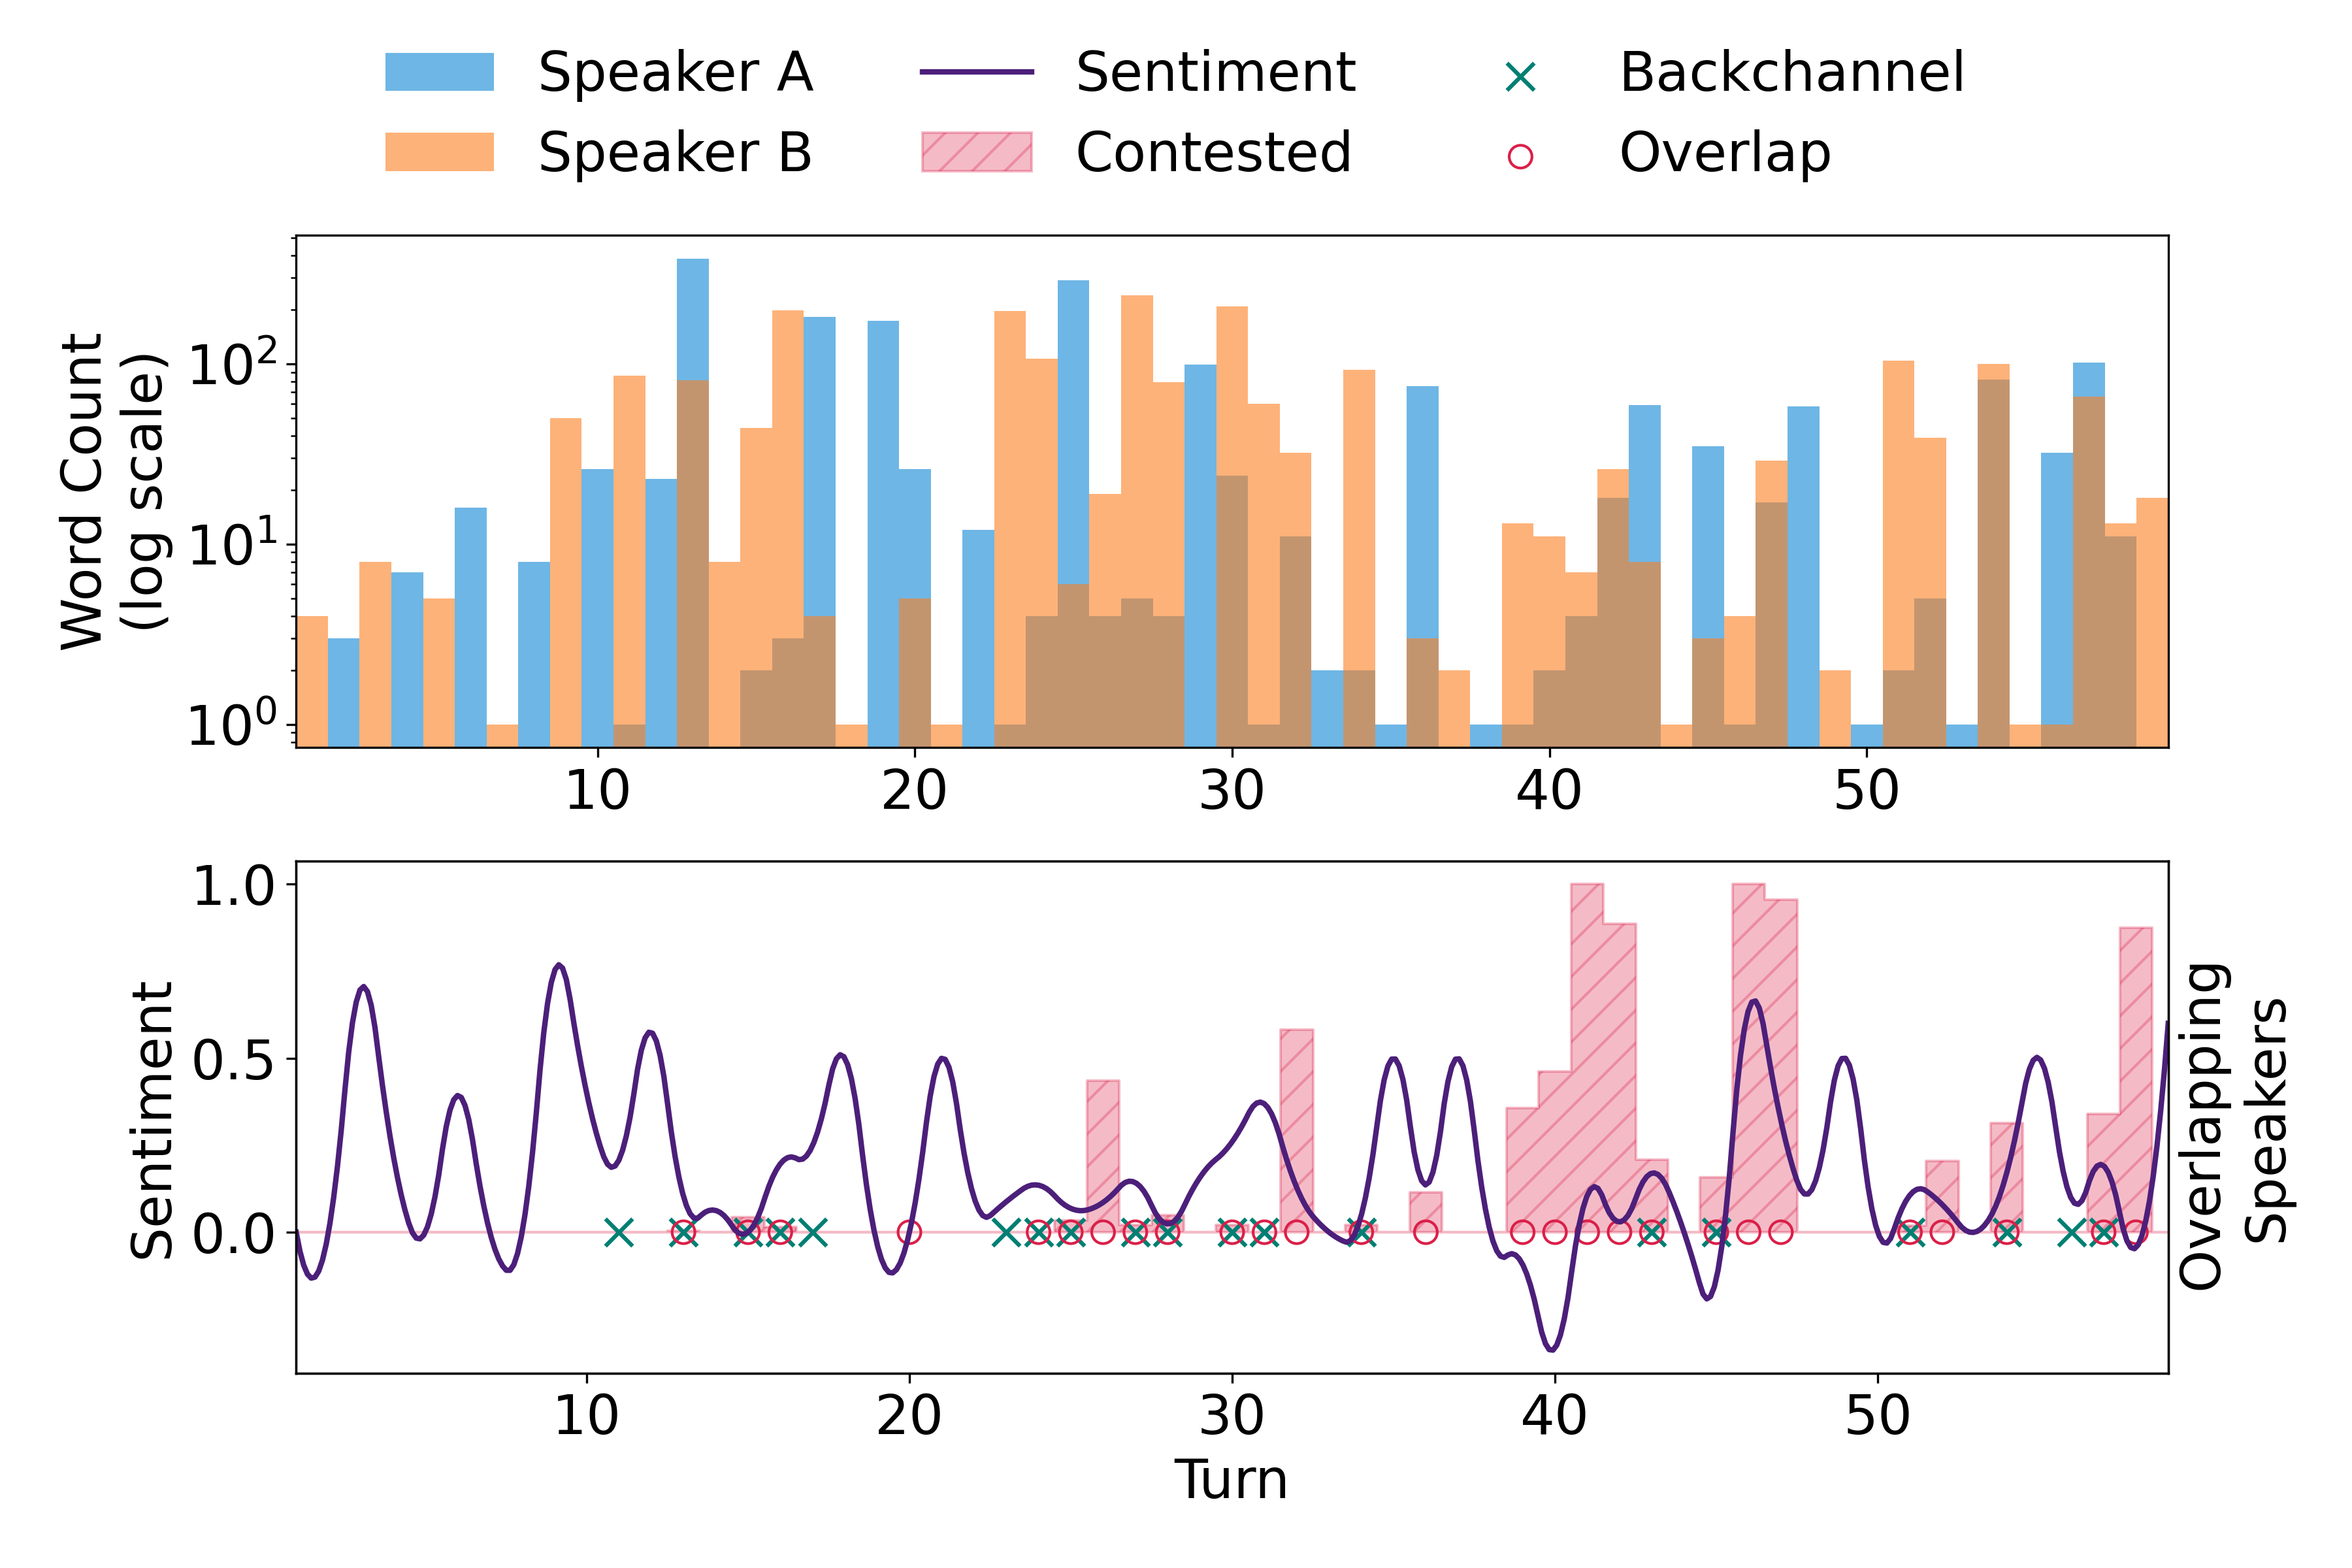 Speaker A
Speaker B
Sentiment
Contested
Backchannel
Overlap
Word Count
(log scale)
10²
10¹
10⁰
10 20 30 40 50
Sentiment
1.0
0.5
0.0
Overlapping
Speakers
10 20 30 40 50
Turn